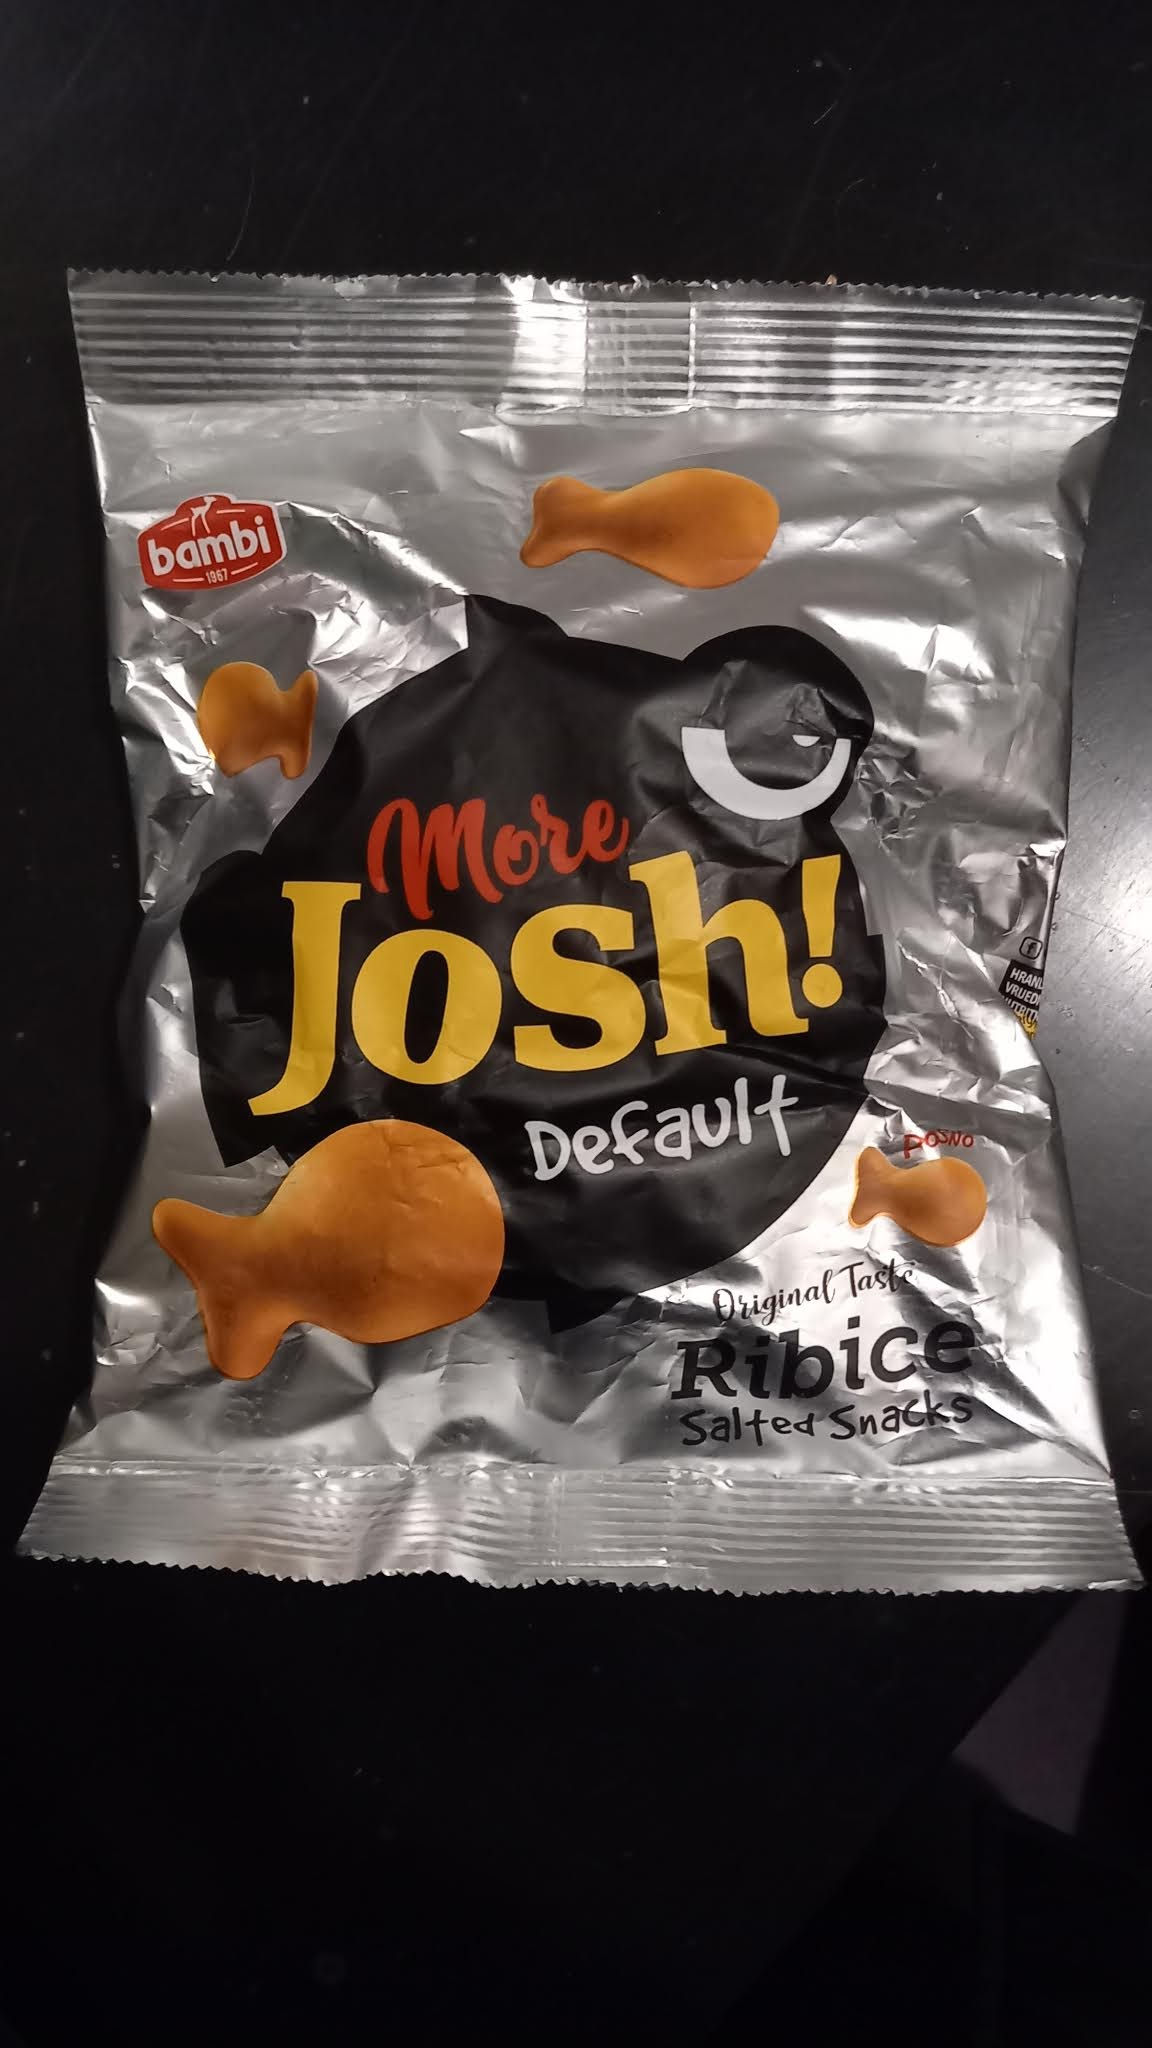 bambi
1967
More
Josh!
Default
POSNO
Original Taste
Ribice
Salted Snacks